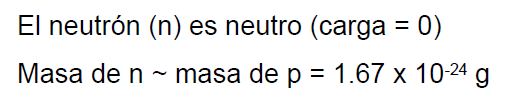 El neutrón (n) es neutro (carga = 0)
Masa de n ~ masa de p = 1.67 x 10⁻²⁴ g